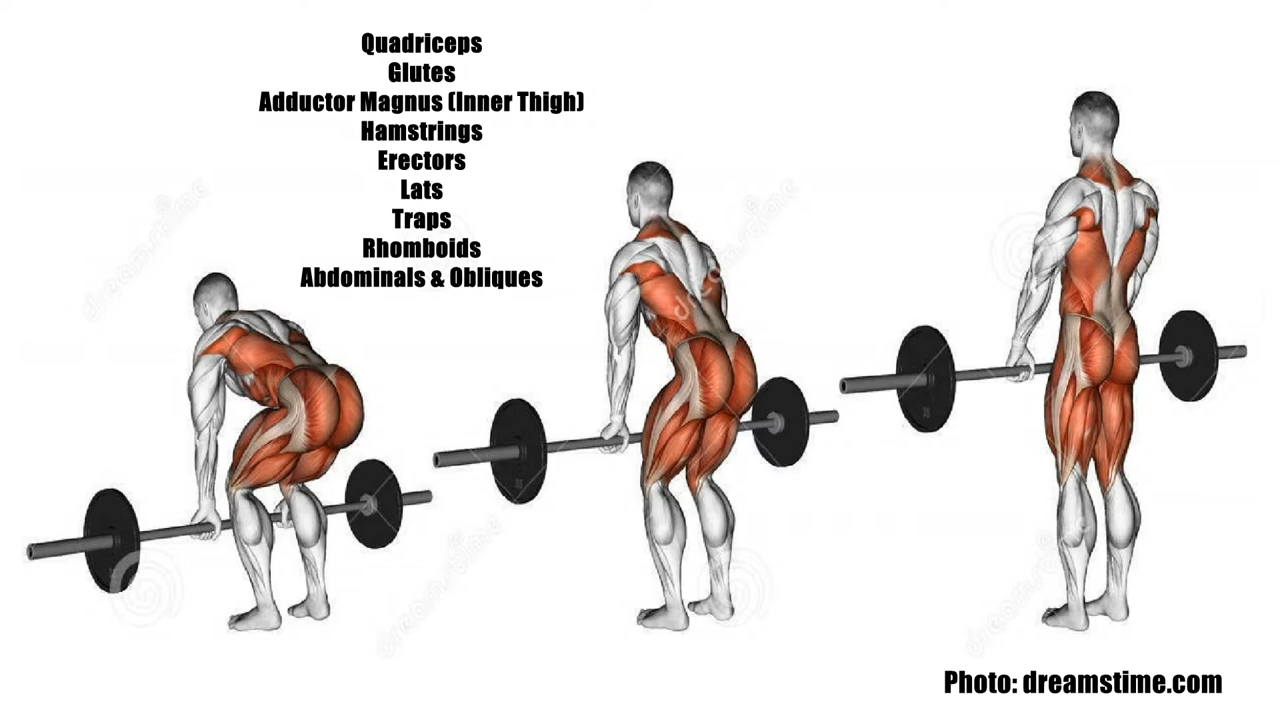 Quadriceps
Glutes
Adductor Magnus (Inner Thigh)
Hamstrings
Erectors
Lats
Traps
Rhomboids
Abdominals & Obliques
Photo: dreamstime.com